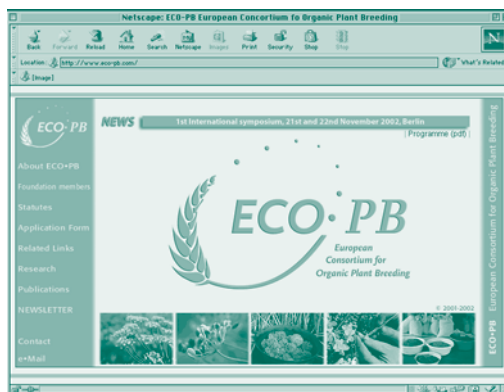 Netscape: ECO-PB European Consortium fo Organic Plant Breeding
Back Forward Reload Home Search Netscape Images Print Security Shop Stop
Location: http://www.eco-pb.com/ What's Related
[Image]
ECO-PB
NEWS
1st International symposium, 21st and 22nd November 2002, Berlin
| Programme (pdf) |
About ECO•PB
Foundation members
Statutes
Application Form
Related Links
Research
Publications
NEWSLETTER
Contact
e•Mail
ECO•PB
European
Consortium for
Organic Plant Breeding
© 2001-2002
ECO•PB European Consortium for Organic Plant Breeding